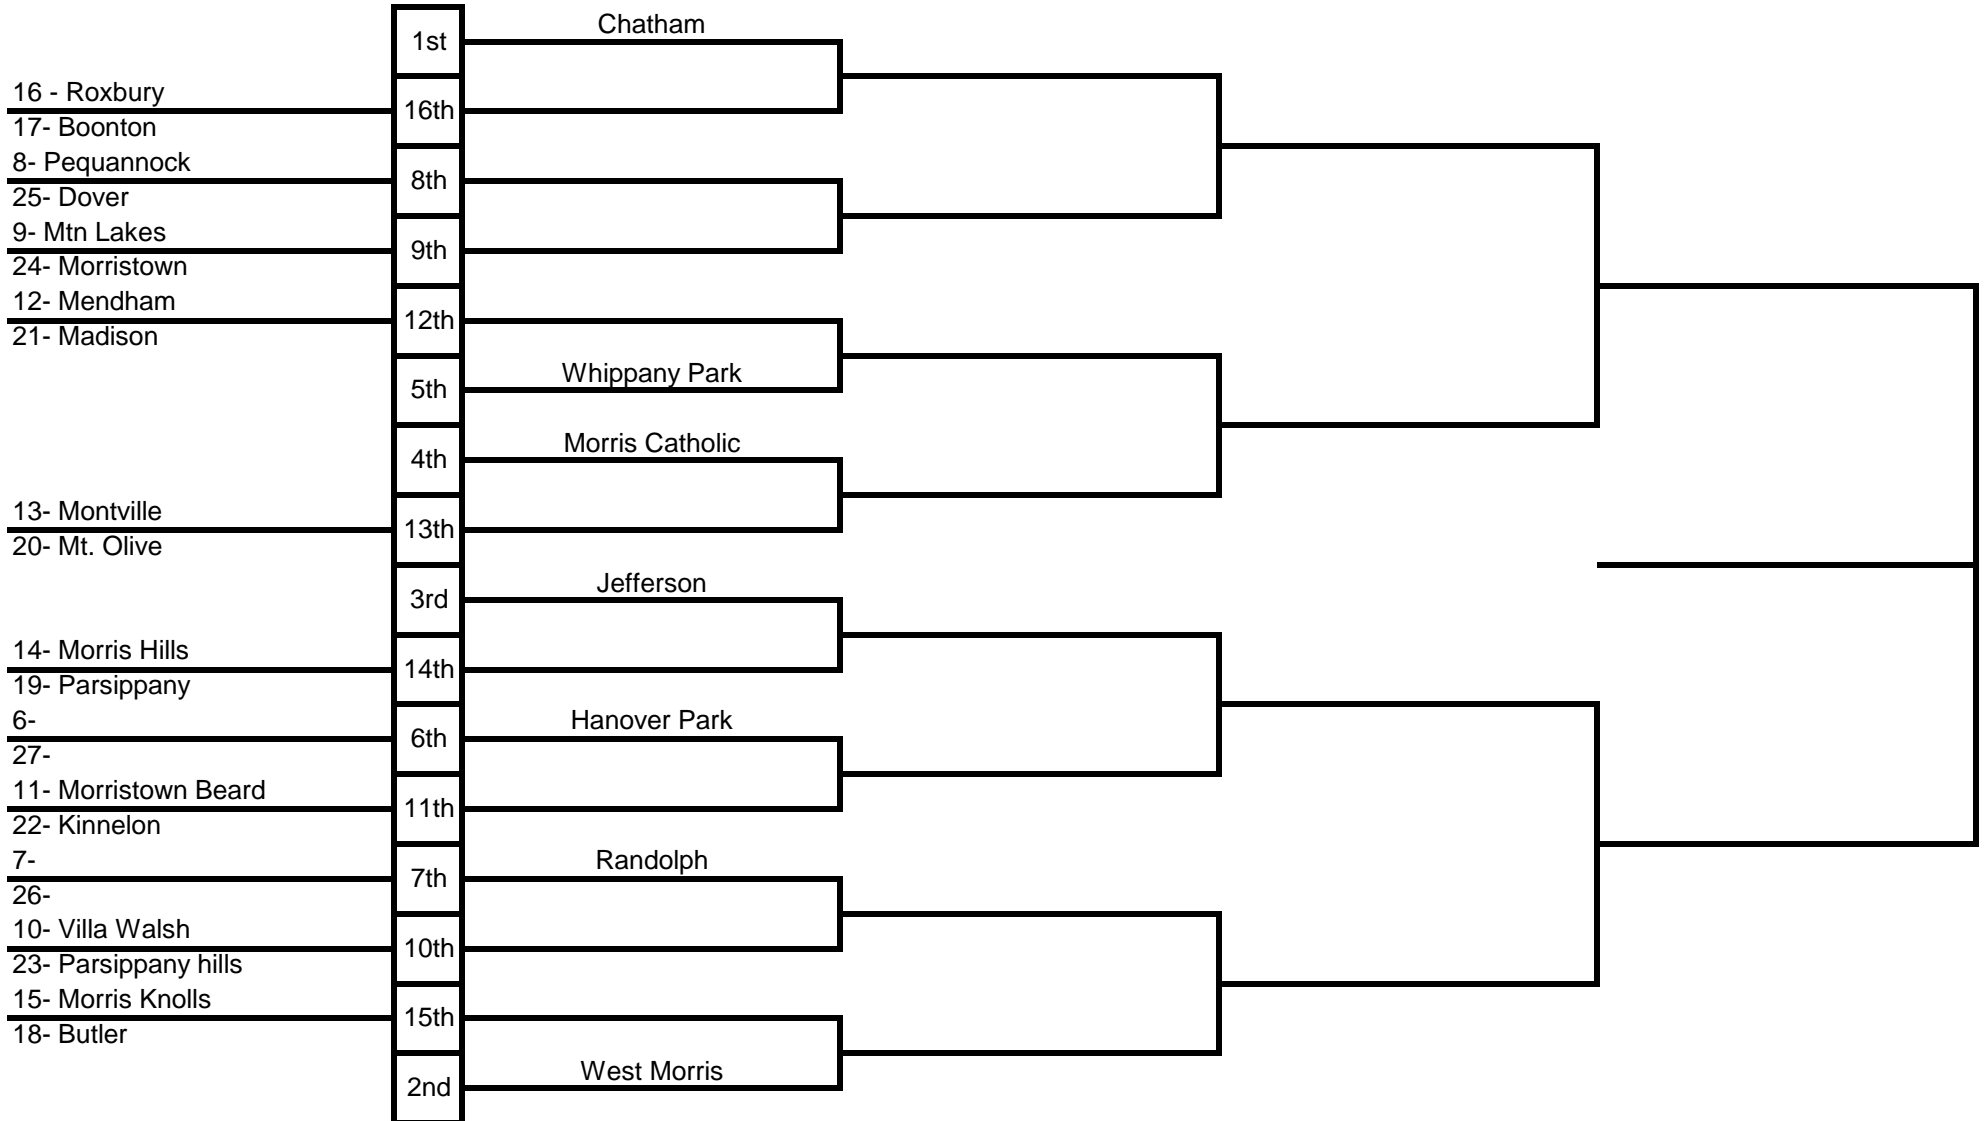 Chatham
1st
16 - Roxbury
16th
17- Boonton
8- Pequannock
8th
25- Dover
9- Mtn Lakes
9th
24- Morristown
12- Mendham
12th
21- Madison
Whippany Park
5th
Morris Catholic
4th
13- Montville
13th
20- Mt. Olive
Jefferson
3rd
14- Morris Hills
14th
19- Parsippany
6-
Hanover Park
6th
27-
11- Morristown Beard
11th
22- Kinnelon
7-
Randolph
7th
26-
10- Villa Walsh
10th
23- Parsippany hills
15- Morris Knolls
15th
18- Butler
West Morris
2nd